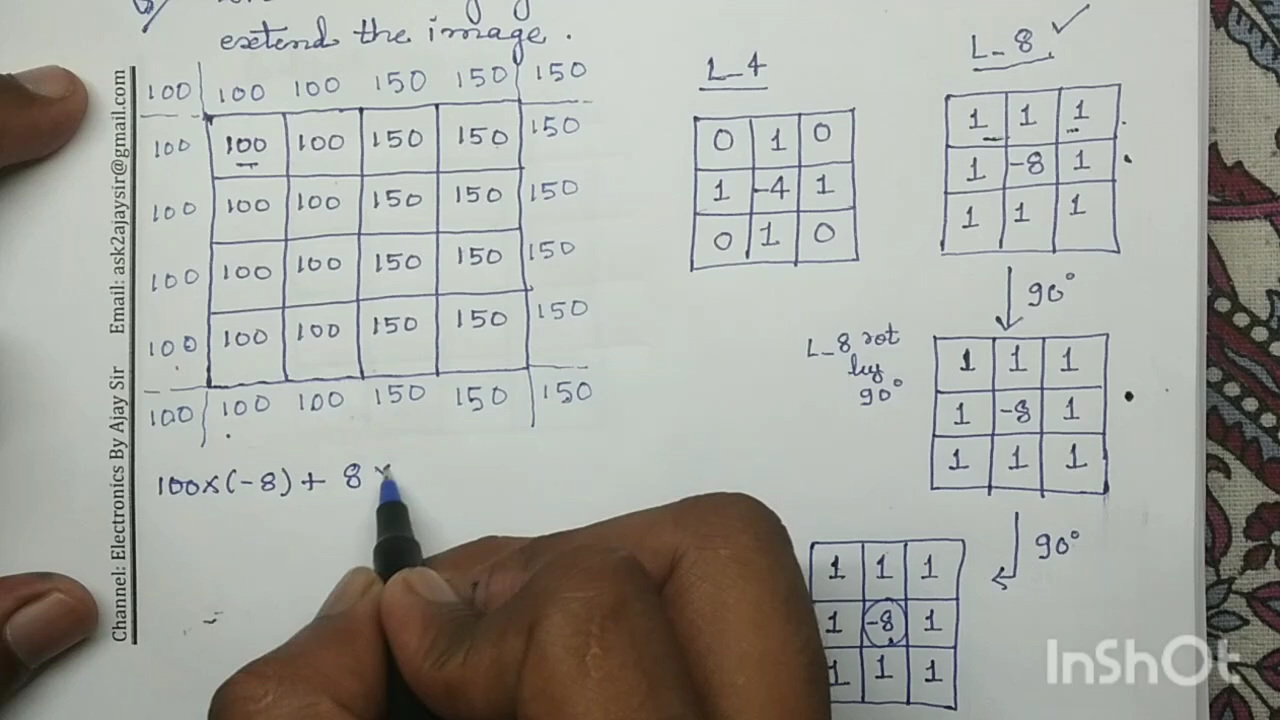 extend the image.
100 100 100 150 150 150
100 100 100 150 150 150
100 100 100 150 150 150
100 100 100 150 150 150
100 100 100 150 150 150
100 100 100 150 150 150
100×(-8) + 8
L_4
0 1 0
1 -4 1
0 1 0
L_8 ✓
1 1 1
1 -8 1
1 1 1
90°
L_8 rot
by
90°
1 1 1
1 -8 1
1 1 1
90°
1 1 1
1 -8 1
1 1 1
Channel: Electronics By Ajay Sir Email: ask2ajaysir@gmail.com
InShOt